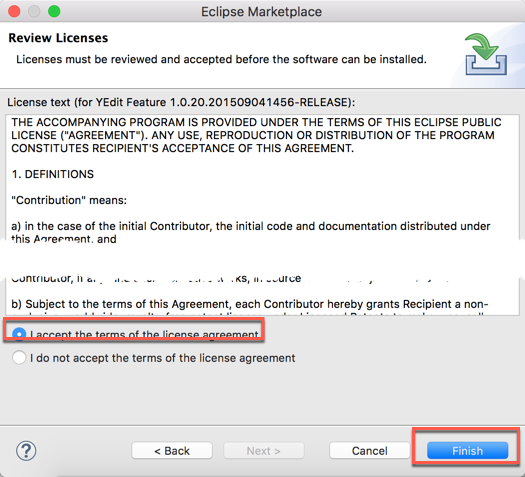 Eclipse Marketplace
Review Licenses
Licenses must be reviewed and accepted before the software can be installed.
License text (for YEdit Feature 1.0.20.201509041456-RELEASE):
THE ACCOMPANYING PROGRAM IS PROVIDED UNDER THE TERMS OF THIS ECLIPSE PUBLIC
LICENSE ("AGREEMENT"). ANY USE, REPRODUCTION OR DISTRIBUTION OF THE PROGRAM
CONSTITUTES RECIPIENT'S ACCEPTANCE OF THIS AGREEMENT.
1. DEFINITIONS
"Contribution" means:
a) in the case of the initial Contributor, the initial code and documentation distributed under
this Agreement, and
Contributor, if any, in source
b) Subject to the terms of this Agreement, each Contributor hereby grants Recipient a non-
I accept the terms of the license agreement
I do not accept the terms of the license agreement
?
< Back
Next >
Cancel
Finish